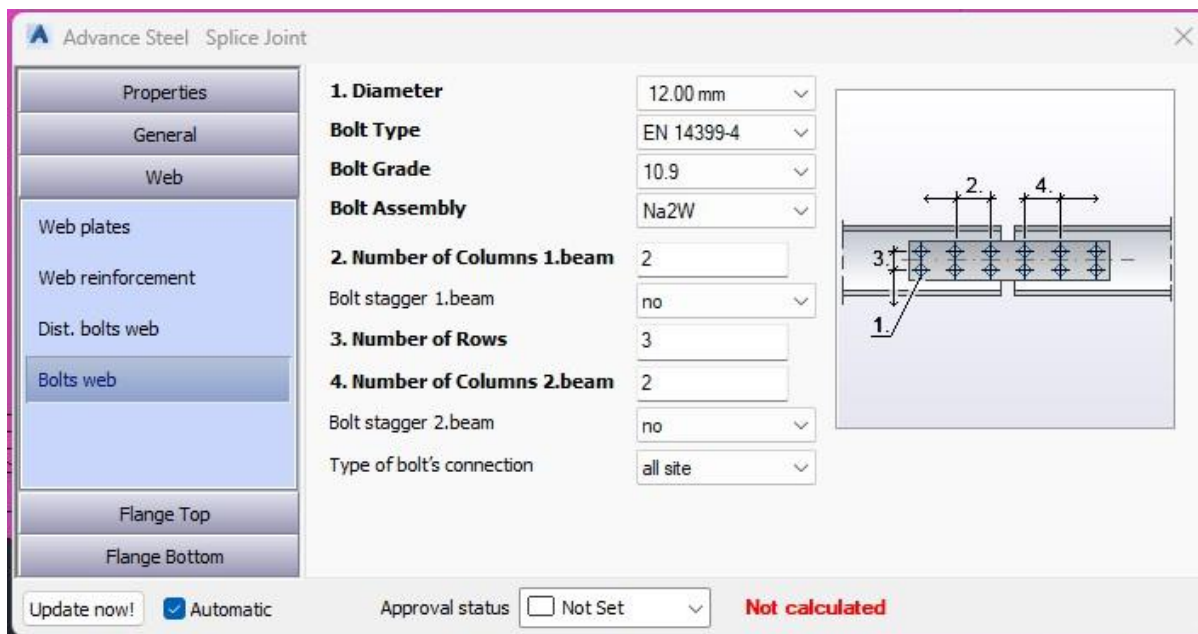 Advance Steel Splice Joint
Properties
General
Web
Web plates
Web reinforcement
Dist. bolts web
Bolts web
Flange Top
Flange Bottom
1. Diameter 12.00 mm
Bolt Type EN 14399-4
Bolt Grade 10.9
Bolt Assembly Na2W
2. Number of Columns 1.beam 2
Bolt stagger 1.beam no
3. Number of Rows 3
4. Number of Columns 2.beam 2
Bolt stagger 2.beam no
Type of bolt's connection all site
2. 4.
3.
1.
Update now! Automatic Approval status Not Set Not calculated